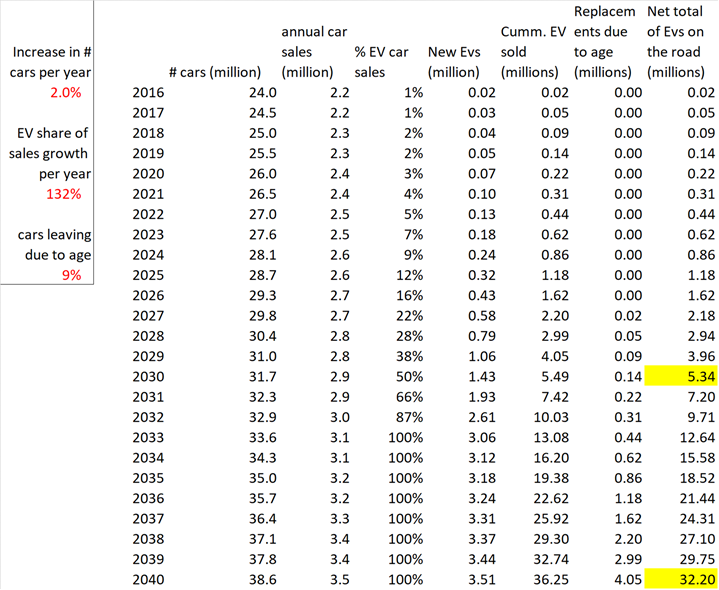 Replacem Net total
annual car Cumm. EV ents due of Evs on
Increase in # sales % EV car New Evs sold to age the road
cars per year # cars (million) (million) sales (million) (millions) (millions) (millions)
2.0% 2016 24.0 2.2 1% 0.02 0.02 0.00 0.02
2017 24.5 2.2 1% 0.03 0.05 0.00 0.05
EV share of 2018 25.0 2.3 2% 0.04 0.09 0.00 0.09
sales growth 2019 25.5 2.3 2% 0.05 0.14 0.00 0.14
per year 2020 26.0 2.4 3% 0.07 0.22 0.00 0.22
132% 2021 26.5 2.4 4% 0.10 0.31 0.00 0.31
2022 27.0 2.5 5% 0.13 0.44 0.00 0.44
cars leaving 2023 27.6 2.5 7% 0.18 0.62 0.00 0.62
due to age 2024 28.1 2.6 9% 0.24 0.86 0.00 0.86
9% 2025 28.7 2.6 12% 0.32 1.18 0.00 1.18
2026 29.3 2.7 16% 0.43 1.62 0.00 1.62
2027 29.8 2.7 22% 0.58 2.20 0.02 2.18
2028 30.4 2.8 28% 0.79 2.99 0.05 2.94
2029 31.0 2.8 38% 1.06 4.05 0.09 3.96
2030 31.7 2.9 50% 1.43 5.49 0.14 5.34
2031 32.3 2.9 66% 1.93 7.42 0.22 7.20
2032 32.9 3.0 87% 2.61 10.03 0.31 9.71
2033 33.6 3.1 100% 3.06 13.08 0.44 12.64
2034 34.3 3.1 100% 3.12 16.20 0.62 15.58
2035 35.0 3.2 100% 3.18 19.38 0.86 18.52
2036 35.7 3.2 100% 3.24 22.62 1.18 21.44
2037 36.4 3.3 100% 3.31 25.92 1.62 24.31
2038 37.1 3.4 100% 3.37 29.30 2.20 27.10
2039 37.8 3.4 100% 3.44 32.74 2.99 29.75
2040 38.6 3.5 100% 3.51 36.25 4.05 32.20